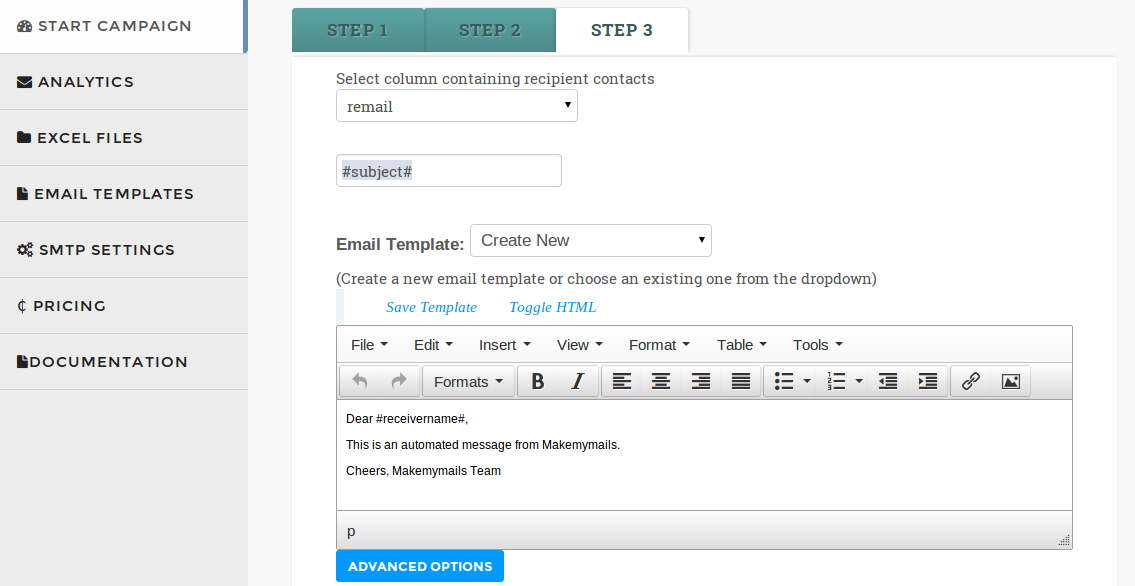 START CAMPAIGN
ANALYTICS
EXCEL FILES
EMAIL TEMPLATES
SMTP SETTINGS
₵ PRICING
DOCUMENTATION
STEP 1 STEP 2 STEP 3
Select column containing recipient contacts
remail
#subject#
Email Template: Create New
(Create a new email template or choose an existing one from the dropdown)
Save Template Toggle HTML
File Edit Insert View Format Table Tools
Formats B I
Dear #receivername#,
This is an automated message from Makemymails.
Cheers, Makemymails Team
p
ADVANCED OPTIONS